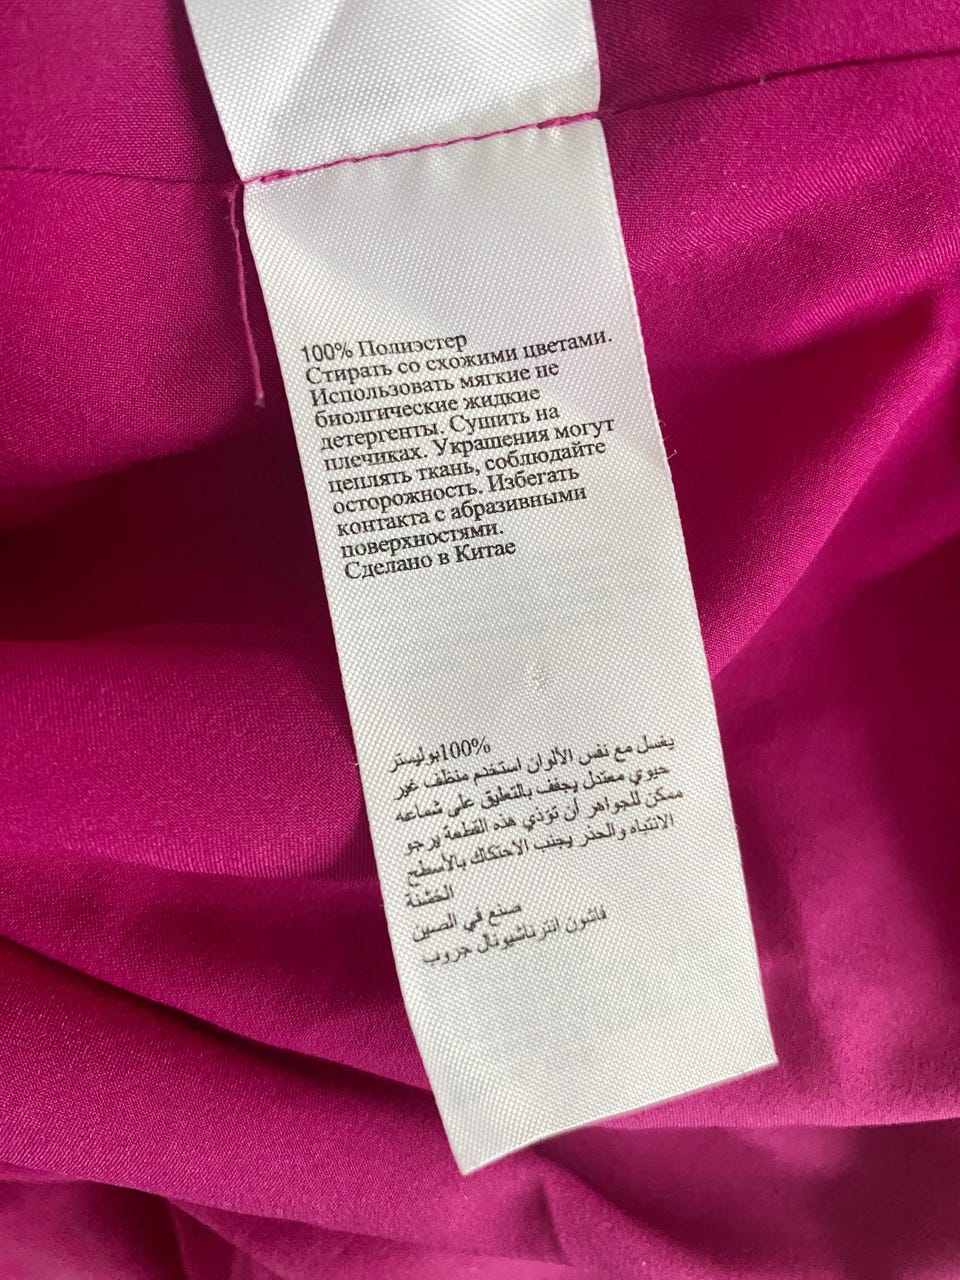 100% Полиэстер
Стирать со схожими цветами.
Использовать мягкие не
биолгические жидкие
детергенты. Сушить на
плечиках. Украшения могут
цеплять ткань, соблюдайте
осторожность. Избегать
контакта с абразивными
поверхностями.
Сделано в Китае
100%بوليستر
يغسل مع نفس الألوان استخدم منظف غير
حيوي معتدل يجفف بالتعليق على شماعه
ممكن للجواهر أن تؤذي هذه القطعة يرجو
الانتباه والحذر يجنب الاحتكاك بالأسطح
الخشنة
صنع في الصين
فاشون انترناشيونال جروب